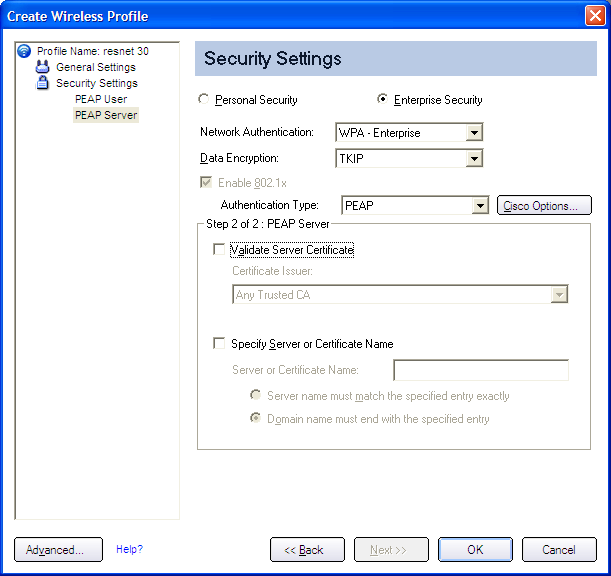 Create Wireless Profile
Profile Name: resnet 30
General Settings
Security Settings
PEAP User
PEAP Server
Security Settings
Personal Security
Enterprise Security
Network Authentication:
WPA - Enterprise
Data Encryption:
TKIP
Enable 802.1x
Authentication Type:
PEAP
Cisco Options...
Step 2 of 2 : PEAP Server
Validate Server Certificate
Certificate Issuer:
Any Trusted CA
Specify Server or Certificate Name
Server or Certificate Name:
Server name must match the specified entry exactly
Domain name must end with the specified entry
Advanced...
Help?
<< Back
Next >>
OK
Cancel